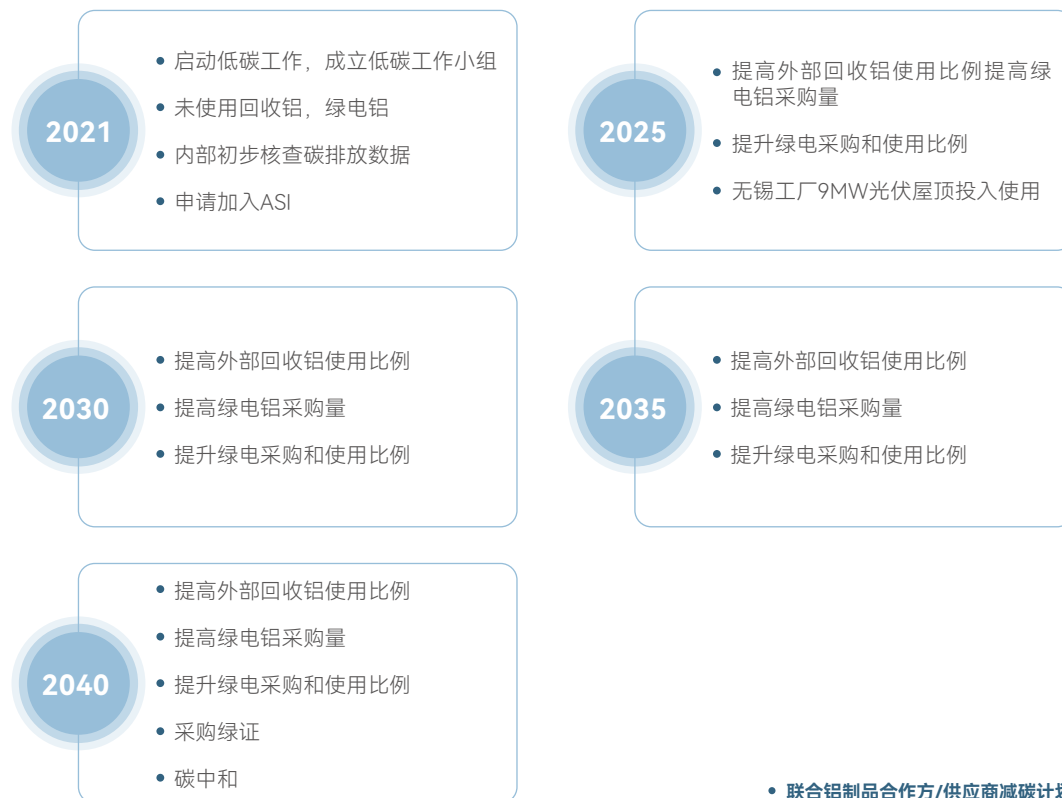 2021
启动低碳工作，成立低碳工作小组
未使用回收铝，绿电铝
内部初步核查碳排放数据
申请加入ASI
2025
提高外部回收铝使用比例提高绿
电铝采购量
提升绿电采购和使用比例
无锡工厂9MW光伏屋顶投入使用
2030
提高外部回收铝使用比例
提高绿电铝采购量
提升绿电采购和使用比例
2035
提高外部回收铝使用比例
提高绿电铝采购量
提升绿电采购和使用比例
2040
提高外部回收铝使用比例
提高绿电铝采购量
提升绿电采购和使用比例
采购绿证
碳中和
联合铝制品合作方/供应商减碳计划